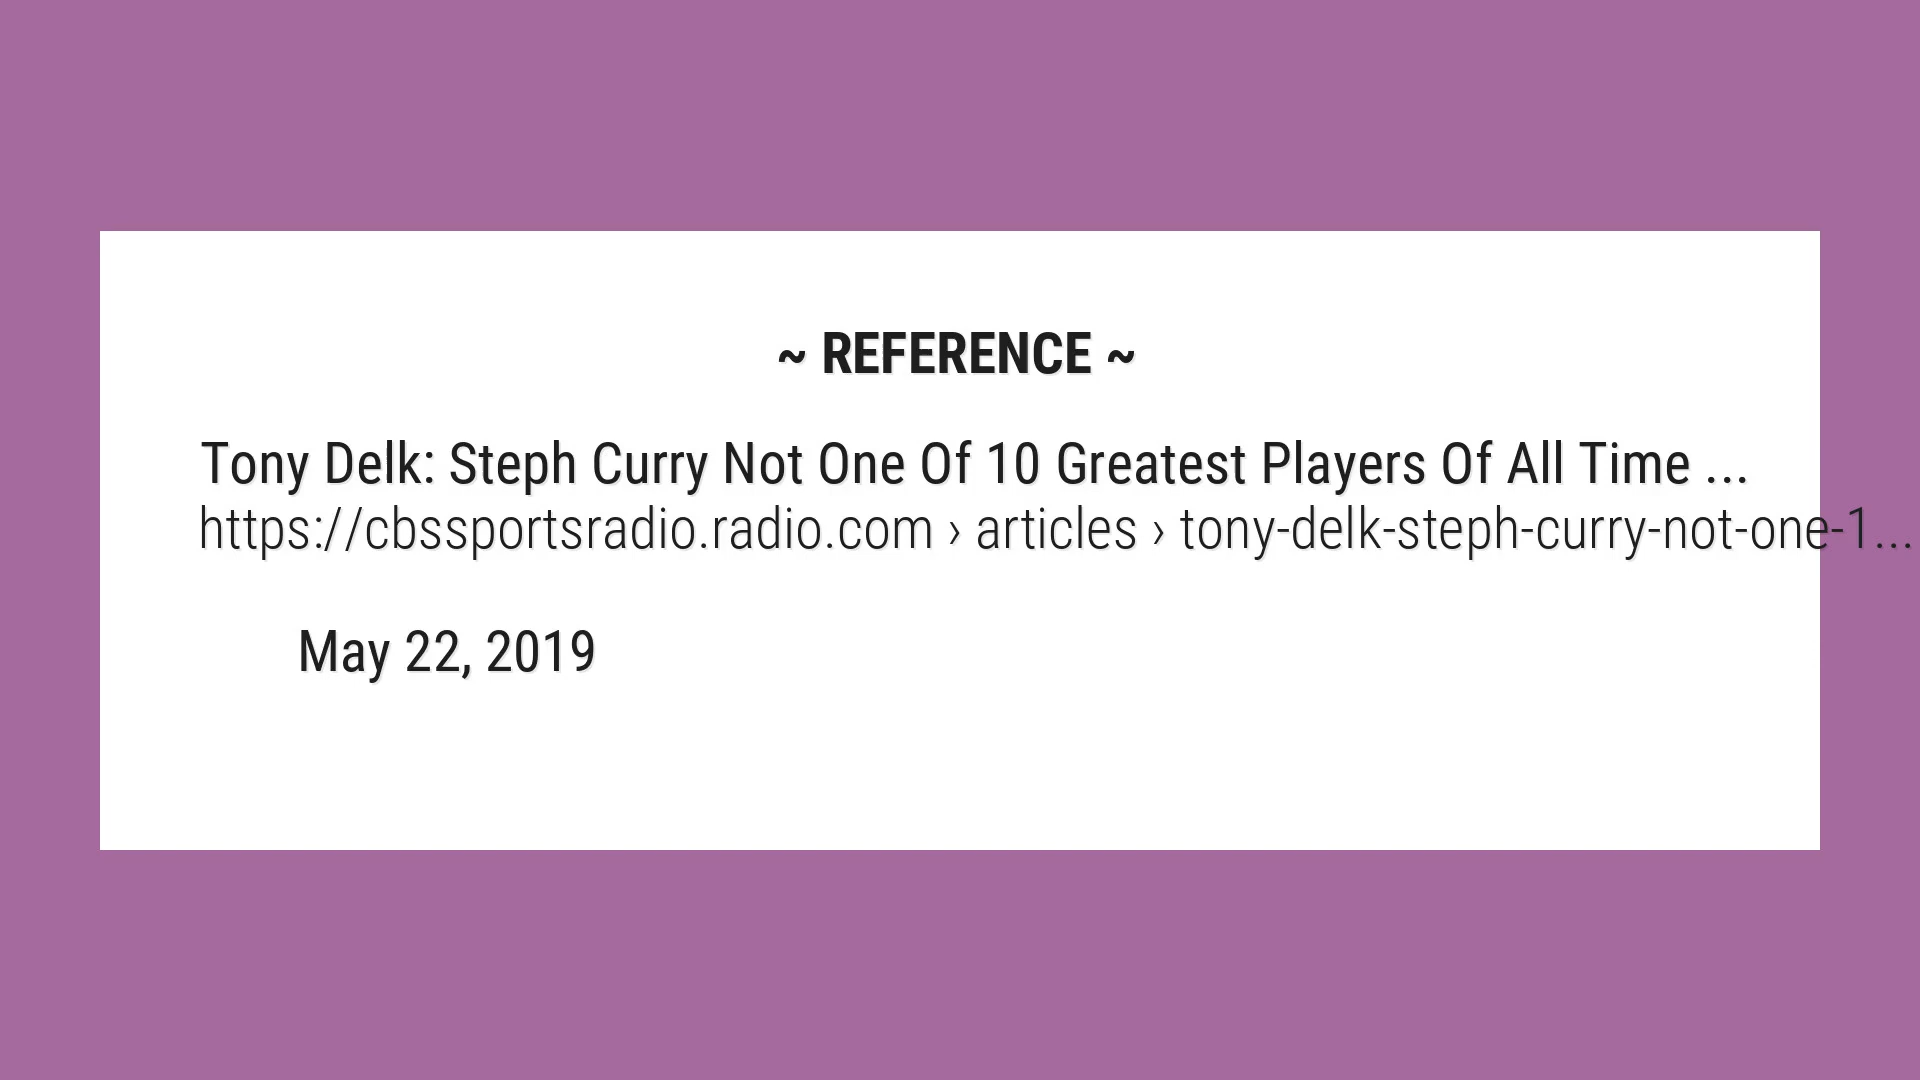 ~ REFERENCE ~
Tony Delk: Steph Curry Not One Of 10 Greatest Players Of All Time ...
https://cbssportsradio.radio.com › articles › tony-delk-steph-curry-not-one-1...
May 22, 2019